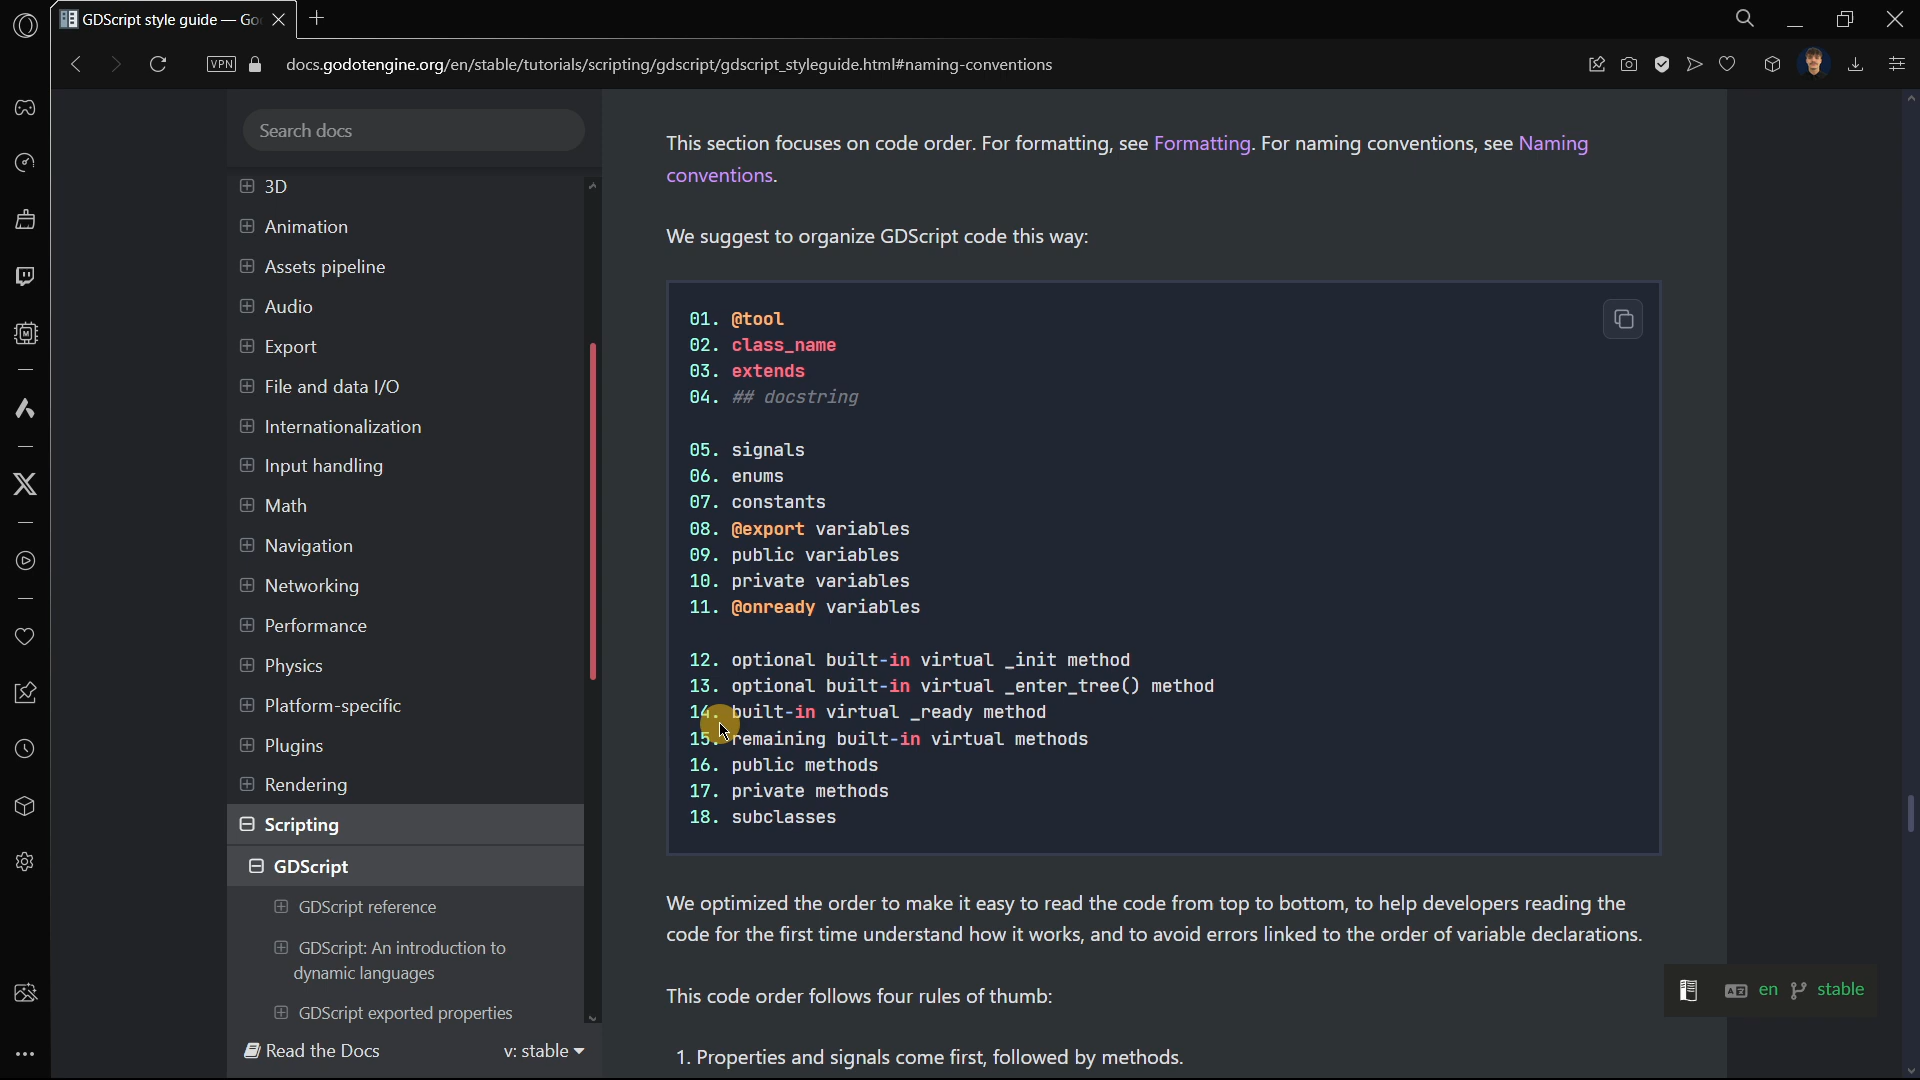 GDScript style guide — Go
VPN
docs.godotengine.org/en/stable/tutorials/scripting/gdscript/gdscript_styleguide.html#naming-conventions
Search docs
3D
Animation
Assets pipeline
Audio
Export
File and data I/O
Internationalization
Input handling
Math
Navigation
Networking
Performance
Physics
Platform-specific
Plugins
Rendering
Scripting
GDScript
GDScript reference
GDScript: An introduction to
dynamic languages
GDScript exported properties
Read the Docs
v: stable
This section focuses on code order. For formatting, see Formatting. For naming conventions, see Naming
conventions.
We suggest to organize GDScript code this way:
01. @tool
02. class_name
03. extends
04. ## docstring
05. signals
06. enums
07. constants
08. @export variables
09. public variables
10. private variables
11. @onready variables
12. optional built-in virtual _init method
13. optional built-in virtual _enter_tree() method
14. built-in virtual _ready method
15. remaining built-in virtual methods
16. public methods
17. private methods
18. subclasses
We optimized the order to make it easy to read the code from top to bottom, to help developers reading the
code for the first time understand how it works, and to avoid errors linked to the order of variable declarations.
This code order follows four rules of thumb:
1. Properties and signals come first, followed by methods.
en stable